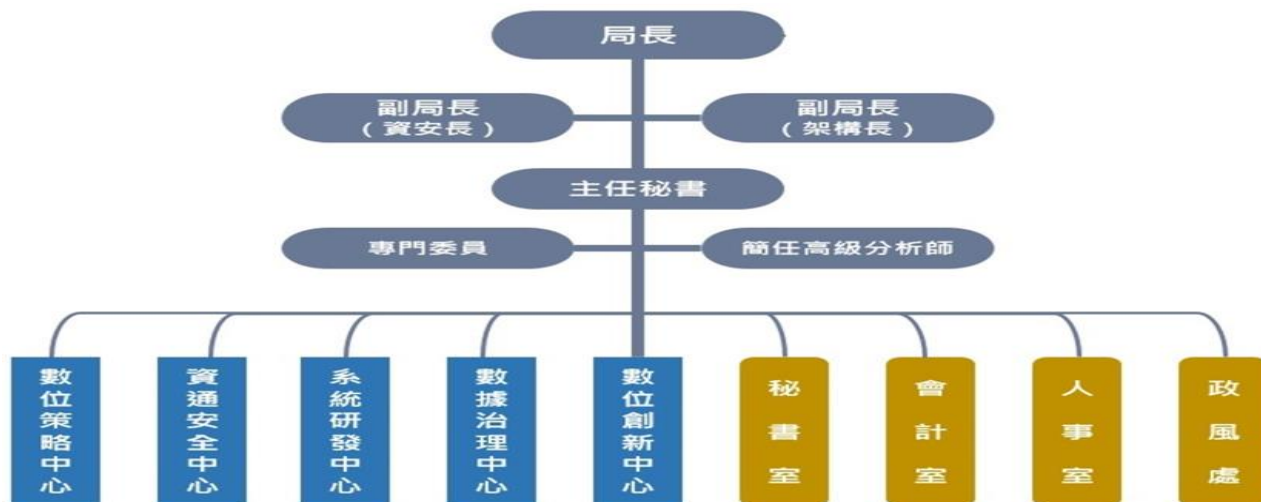 局長
副局長
（資安長）
副局長
（架構長）
主任秘書
專門委員
簡任高級分析師
數位策略中心
資通安全中心
系統研發中心
數據治理中心
數位創新中心
秘書室
會計室
人事室
政風處